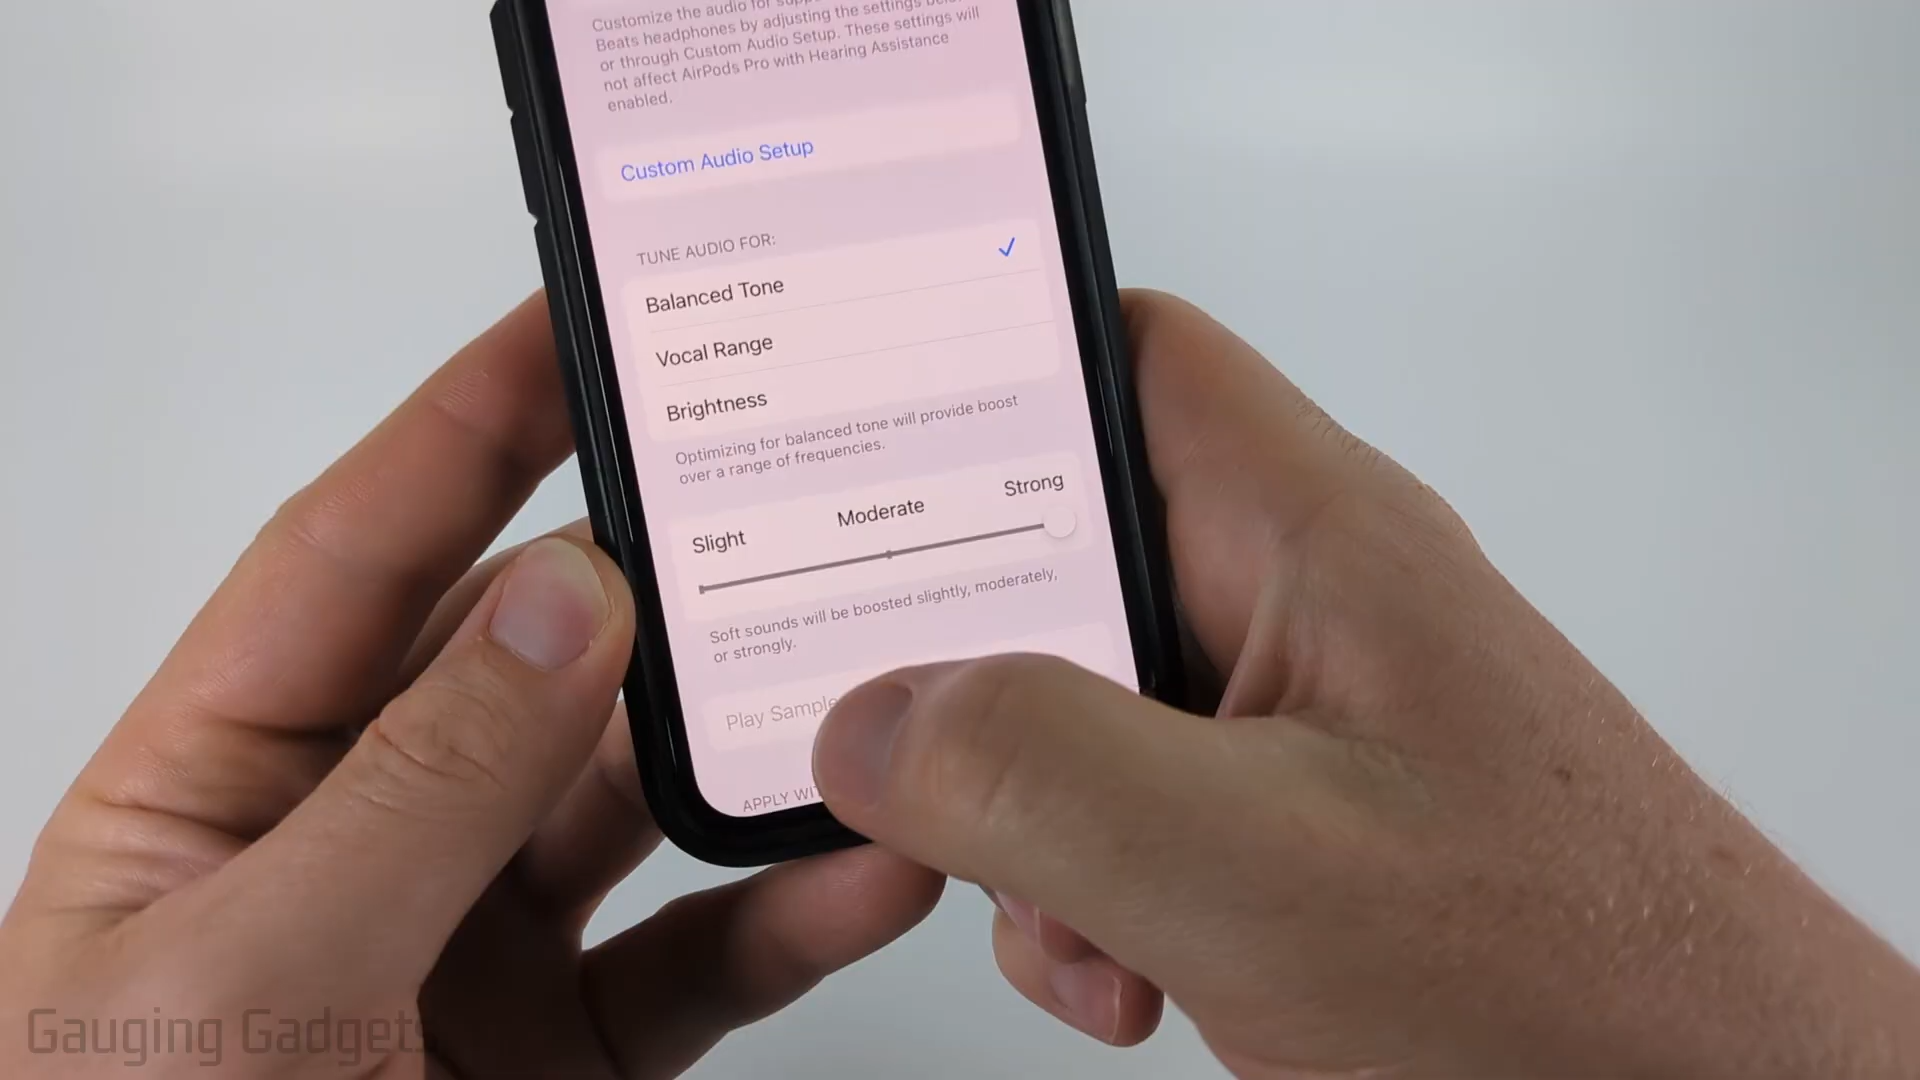 Customize the audio for
Beats headphones by adjusting the settings
or through Custom Audio Setup. These settings will
not affect AirPods Pro with Hearing Assistance
enabled.
Custom Audio Setup
TUNE AUDIO FOR:
Balanced Tone
Vocal Range
Brightness
Optimizing for balanced tone will provide boost
over a range of frequencies.
Slight Moderate Strong
Soft sounds will be boosted slightly, moderately,
or strongly.
Play Sample
APPLY
Gauging Gadgets